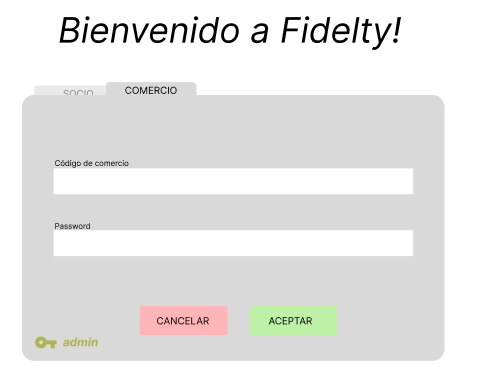 Bienvenido a Fidelty!
SOCIO
COMERCIO
Código de comercio
Password
CANCELAR
ACEPTAR
admin